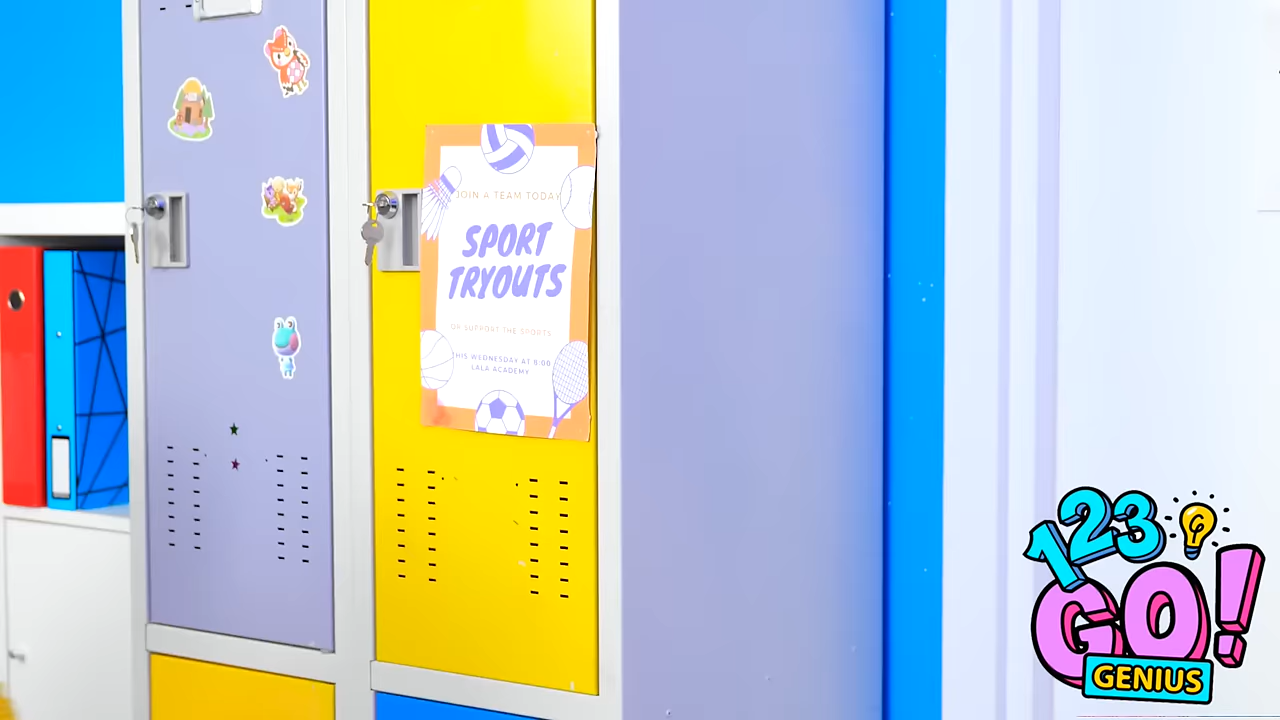 JOIN A TEAM TODAY
SPORT
TRYOUTS
OR SUPPORT THE SPORTS
THIS WEDNESDAY AT 8:00
LALA ACADEMY
123
GO!
GENIUS